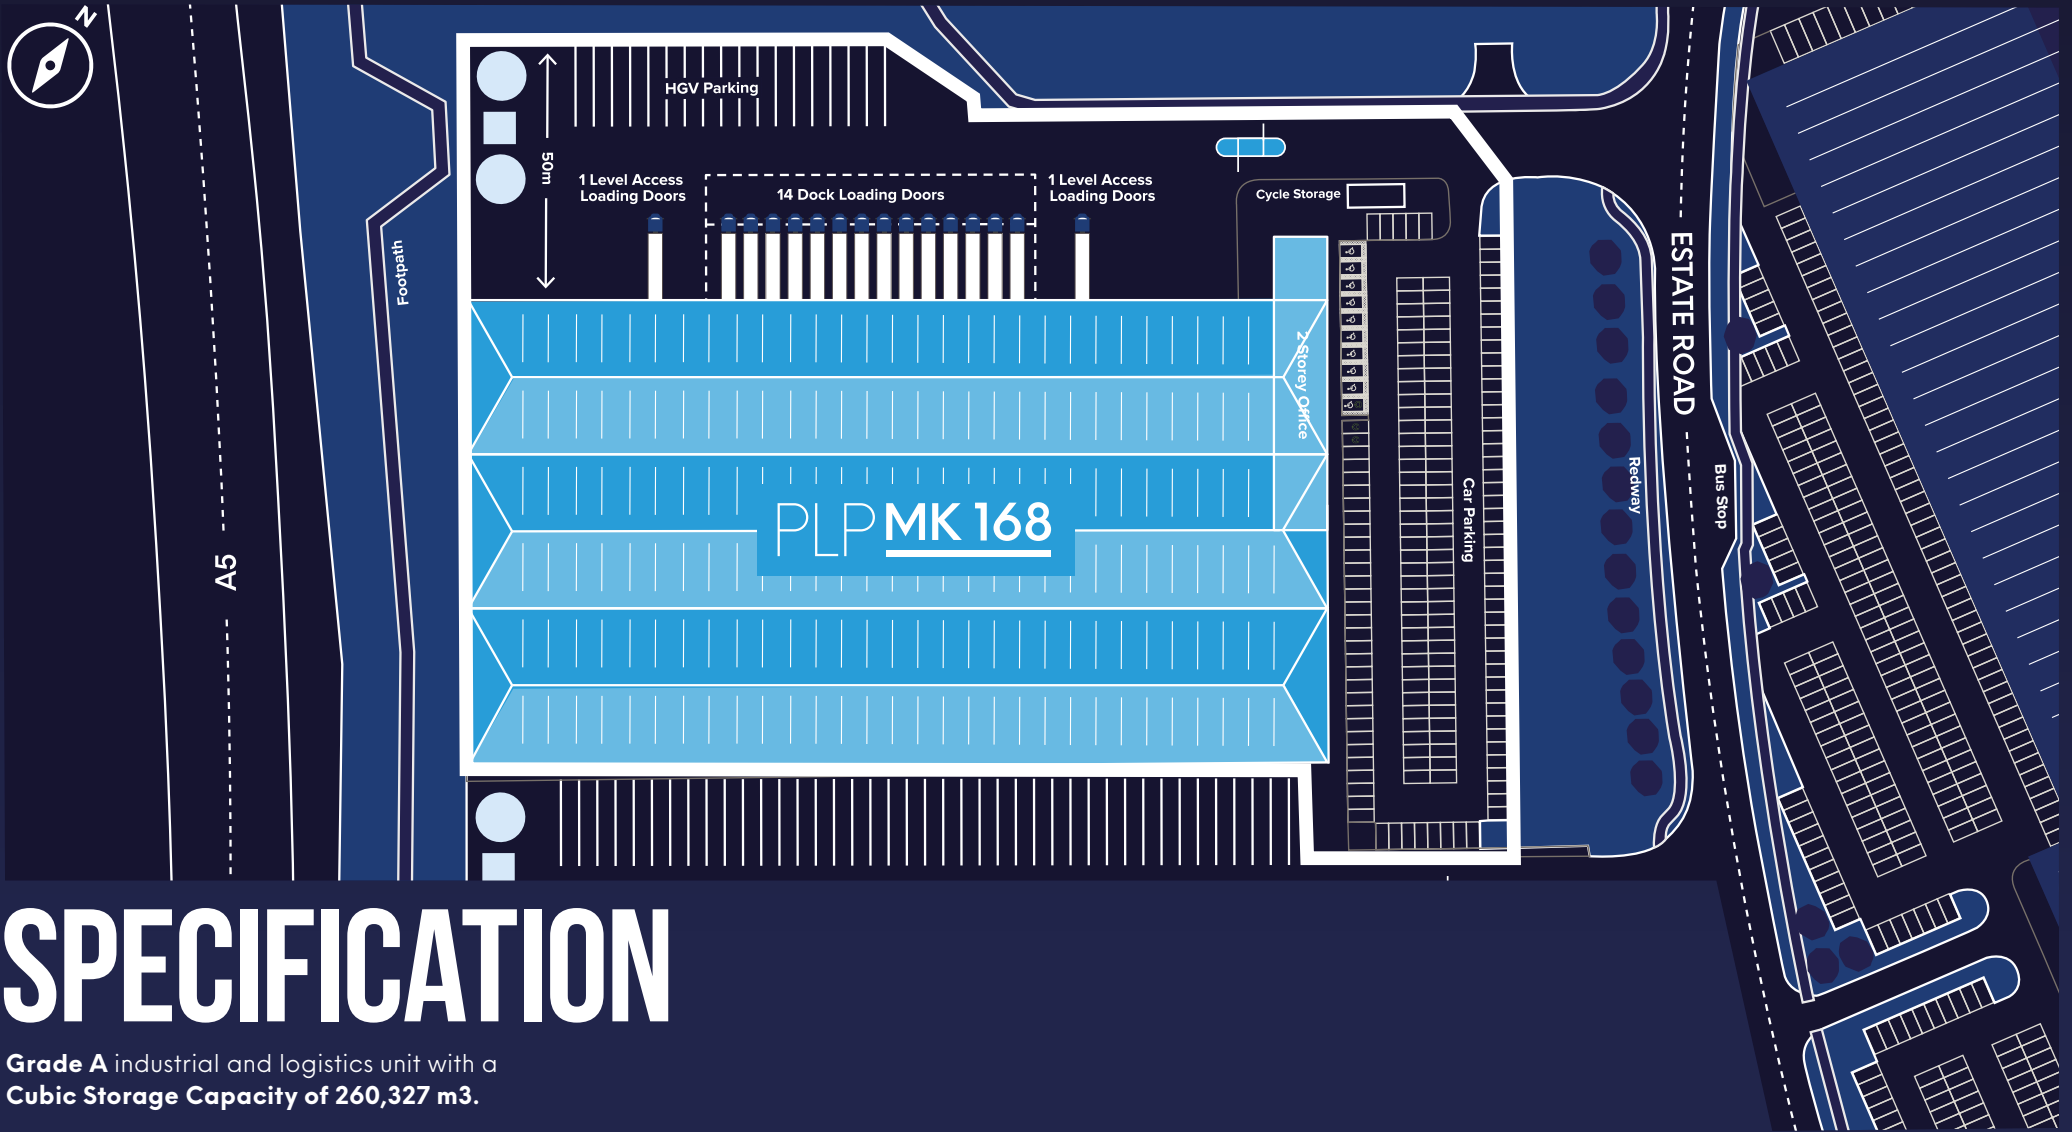 N
HGV Parking
50m
1 Level Access
Loading Doors
14 Dock Loading Doors
1 Level Access
Loading Doors
Cycle Storage
Footpath
2 Storey Office
ESTATE ROAD
Redway
Bus Stop
Car Parking
A5
PLP MK 168
SPECIFICATION
Grade A industrial and logistics unit with a
Cubic Storage Capacity of 260,327 m3.